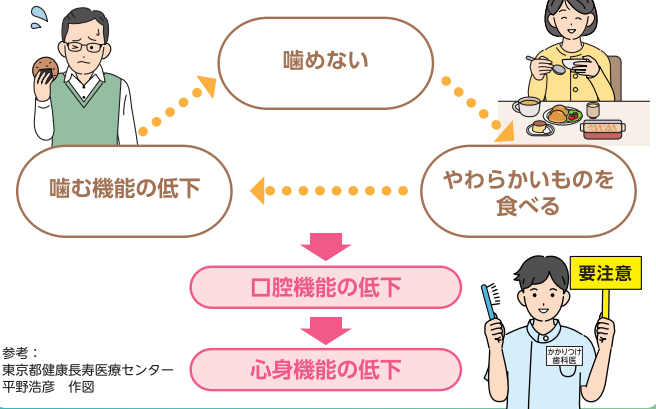 噛めない
やわらかいものを
食べる
噛む機能の低下
口腔機能の低下
心身機能の低下
要注意
かかりつけ
歯科医
参考：
東京都健康長寿医療センター
平野浩彦　作図